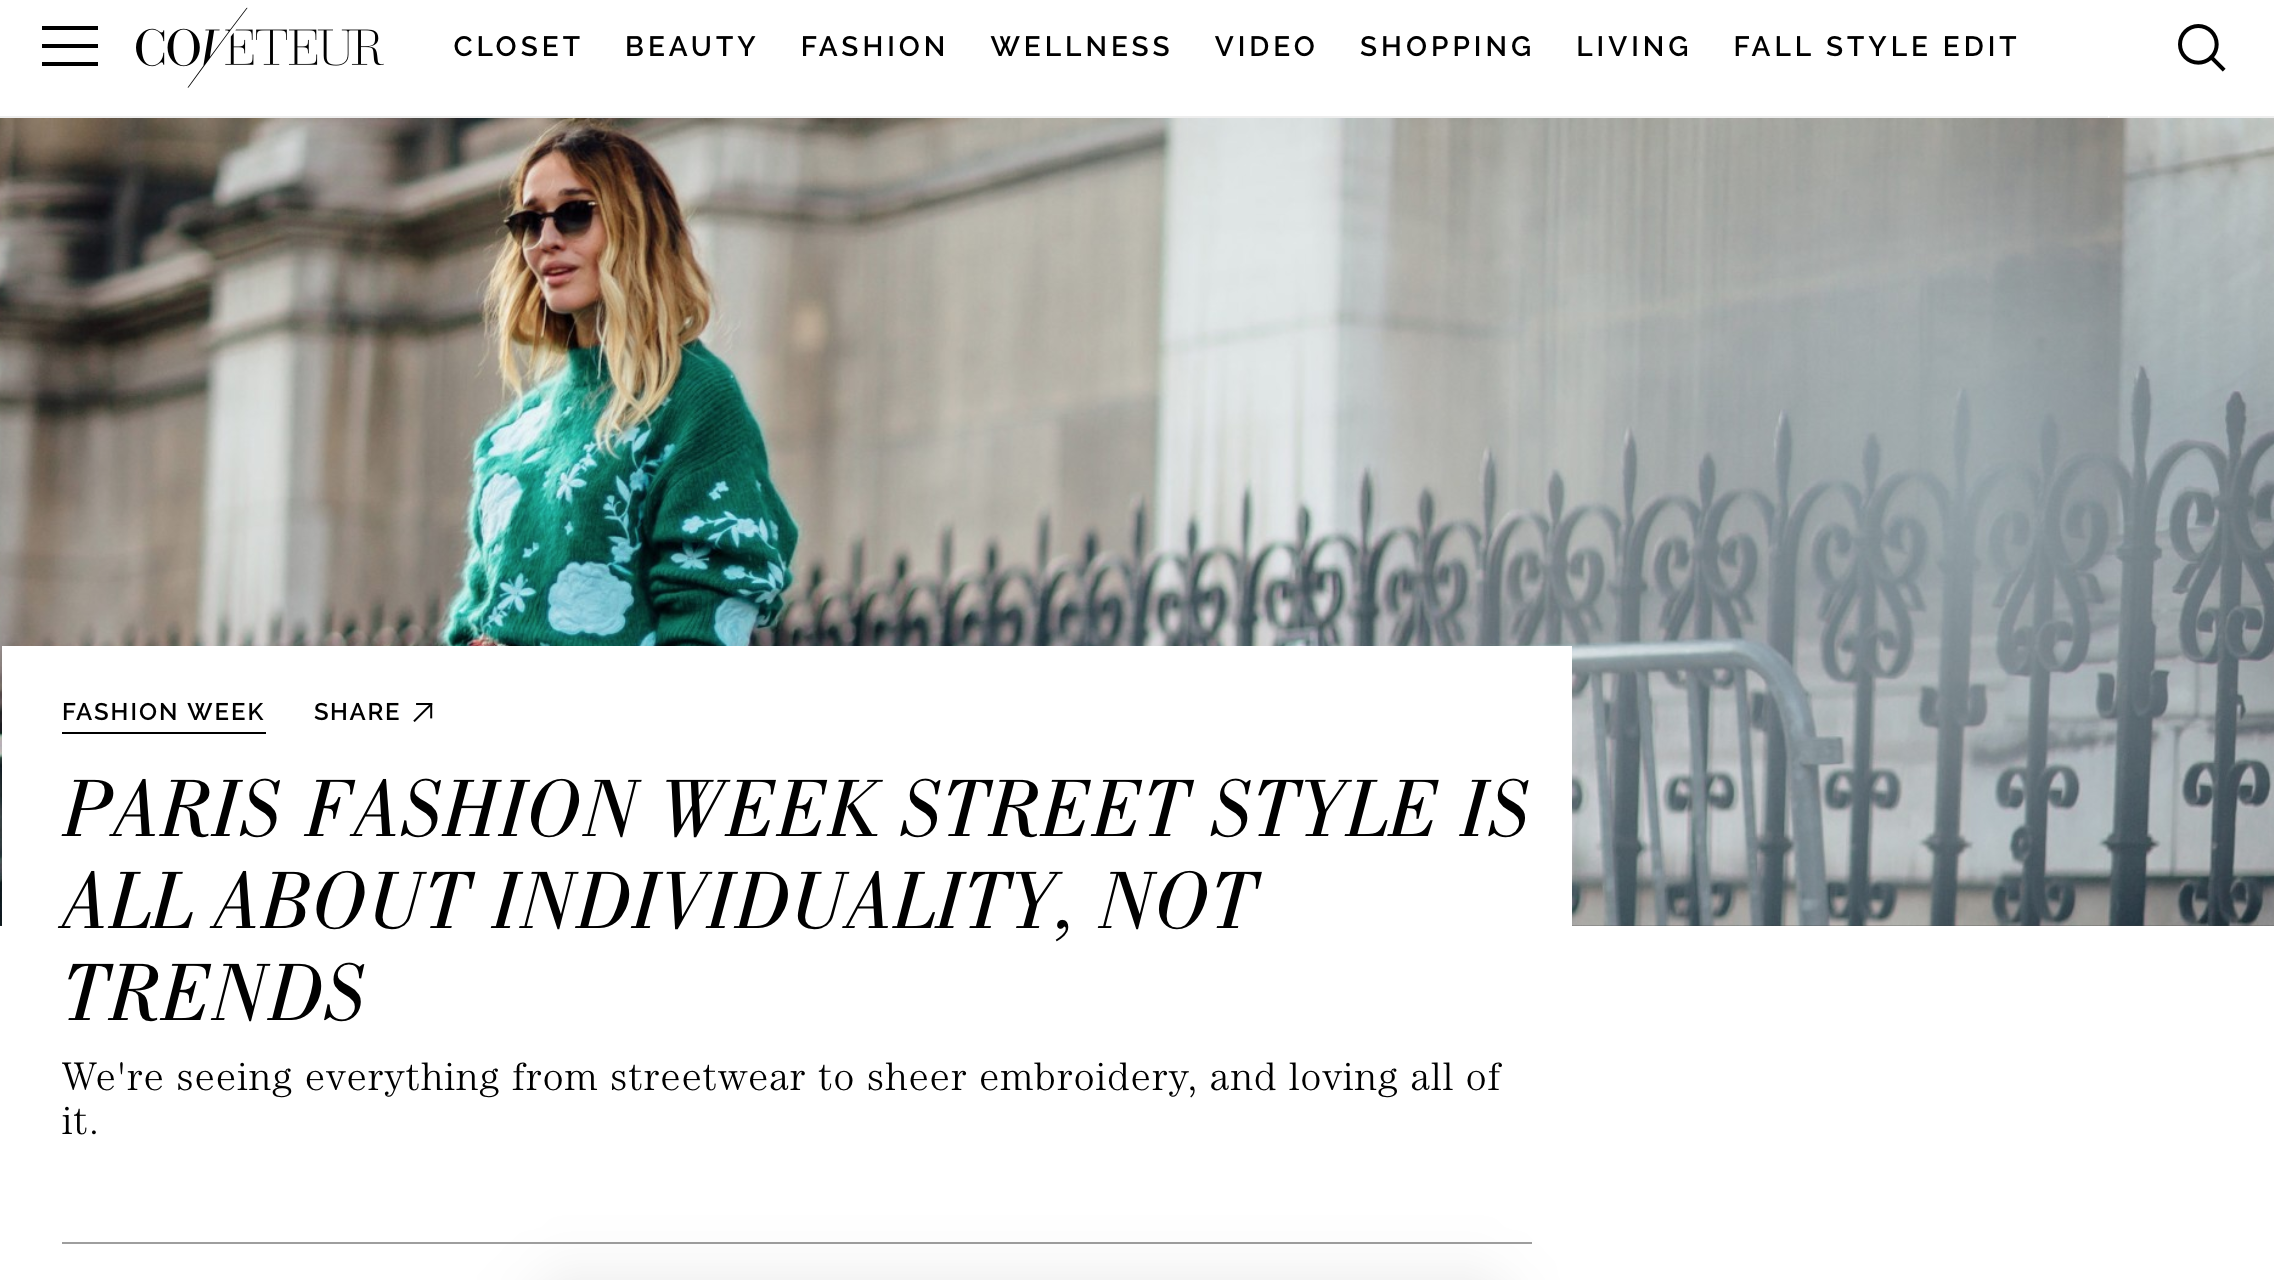 COVETEUR CLOSET BEAUTY FASHION WELLNESS VIDEO SHOPPING LIVING FALL STYLE EDIT
FASHION WEEK SHARE
PARIS FASHION WEEK STREET STYLE IS
ALL ABOUT INDIVIDUALITY, NOT
TRENDS
We're seeing everything from streetwear to sheer embroidery, and loving all of
it.